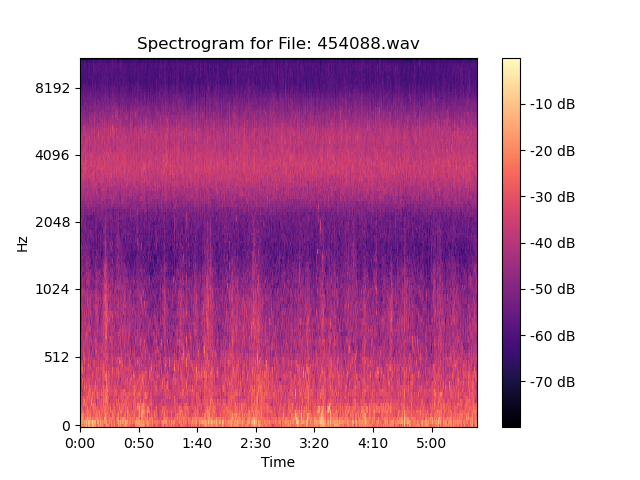 Spectrogram for File: 454088.wav
8192
4096
2048
1024
512
0
Hz
0:00 0:50 1:40 2:30 3:20 4:10 5:00
Time
-10 dB
-20 dB
-30 dB
-40 dB
-50 dB
-60 dB
-70 dB